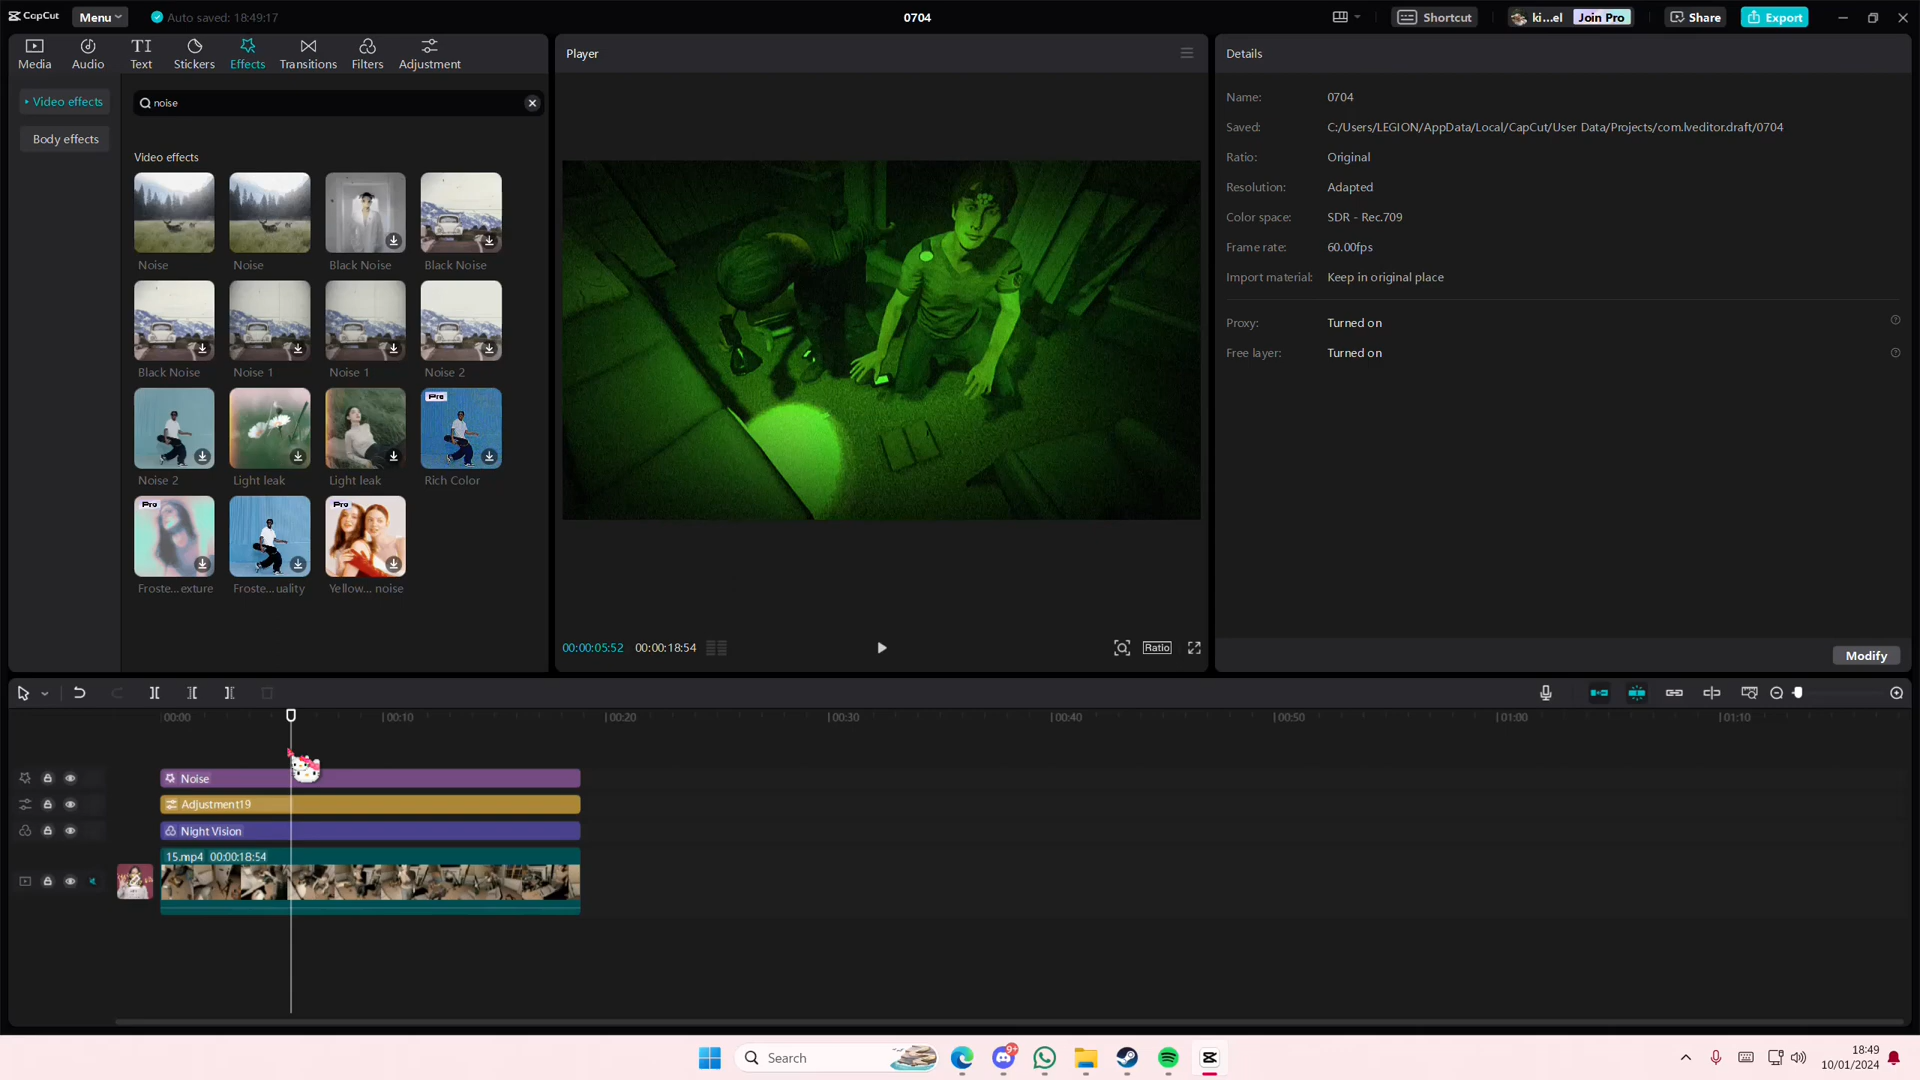 CapCut
Menu
Auto saved: 18:49:17
0704
Shortcut
ki...el
Join Pro
Share
Export
Media
Audio
TI
Text
Stickers
Effects
Transitions
Filters
Adjustment
Video effects
Body effects
noise
Video effects
Noise
Noise
Black Noise
Black Noise
Black Noise
Noise 1
Noise 1
Noise 2
Noise 2
Light leak
Light leak
Pro
Rich Color
Pro
Froste...exture
Froste...uality
Pro
Yellow... noise
Player
00:00:05:52
00:00:18:54
Ratio
Details
Name: 0704
Saved: C:/Users/LEGION/AppData/Local/CapCut/User Data/Projects/com.lveditor.draft/0704
Ratio: Original
Resolution: Adapted
Color space: SDR - Rec.709
Frame rate: 60.00fps
Import material: Keep in original place
Proxy: Turned on
Free layer: Turned on
Modify
00:00
00:10
00:20
00:30
00:40
00:50
01:00
01:10
Noise
Adjustment19
Night Vision
15.mp4 00:00:18:54
Search
9+
18:49
10/01/2024